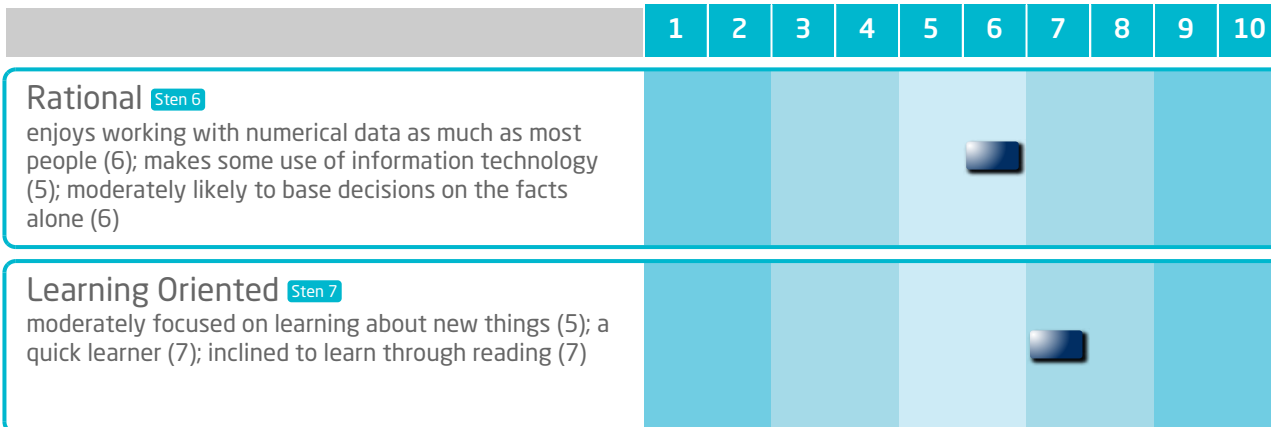 1 2 3 4 5 6 7 8 9 10
Rational Sten 6
enjoys working with numerical data as much as most
people (6); makes some use of information technology
(5); moderately likely to base decisions on the facts
alone (6)
Learning Oriented Sten 7
moderately focused on learning about new things (5); a
quick learner (7); inclined to learn through reading (7)